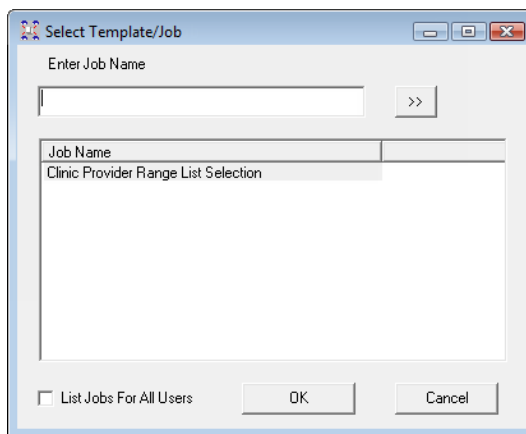 Select Template/Job
Enter Job Name
>>
Job Name
Clinic Provider Range List Selection
List Jobs For All Users
OK
Cancel